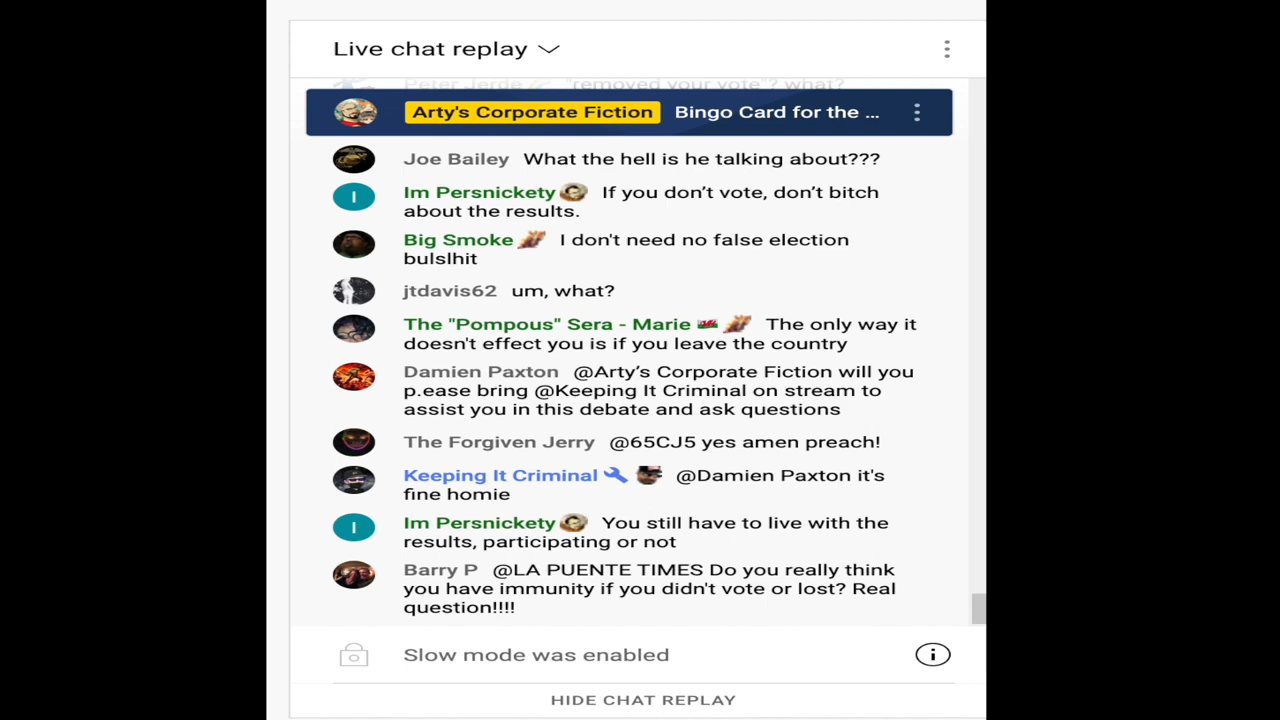 Live chat replay
Peter Jerde "removed your vote"? what?
Arty's Corporate Fiction Bingo Card for the ...
Joe Bailey What the hell is he talking about???
Im Persnickety If you don’t vote, don’t bitch
about the results.
Big Smoke I don't need no false election
bulslhit
jtdavis62 um, what?
The "Pompous" Sera - Marie The only way it
doesn't effect you is if you leave the country
Damien Paxton @Arty’s Corporate Fiction will you
p.ease bring @Keeping It Criminal on stream to
assist you in this debate and ask questions
The Forgiven Jerry @65CJ5 yes amen preach!
Keeping It Criminal @Damien Paxton it's
fine homie
I
Im Persnickety You still have to live with the
results, participating or not
Barry P @LA PUENTE TIMES Do you really think
you have immunity if you didn't vote or lost? Real
question!!!!
Slow mode was enabled
HIDE CHAT REPLAY